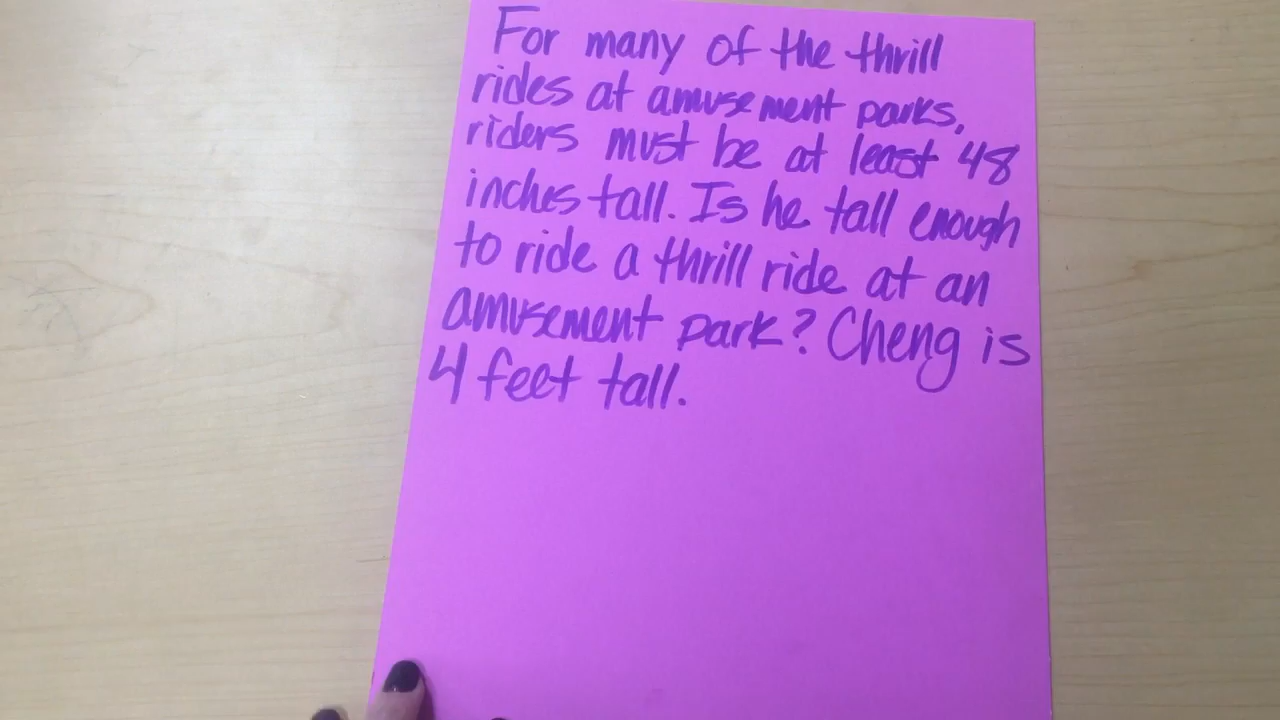 For many of the thrill
rides at amusement parks,
riders must be at least 48
inches tall. Is he tall enough
to ride a thrill ride at an
amusement park? Cheng is
4 feet tall.